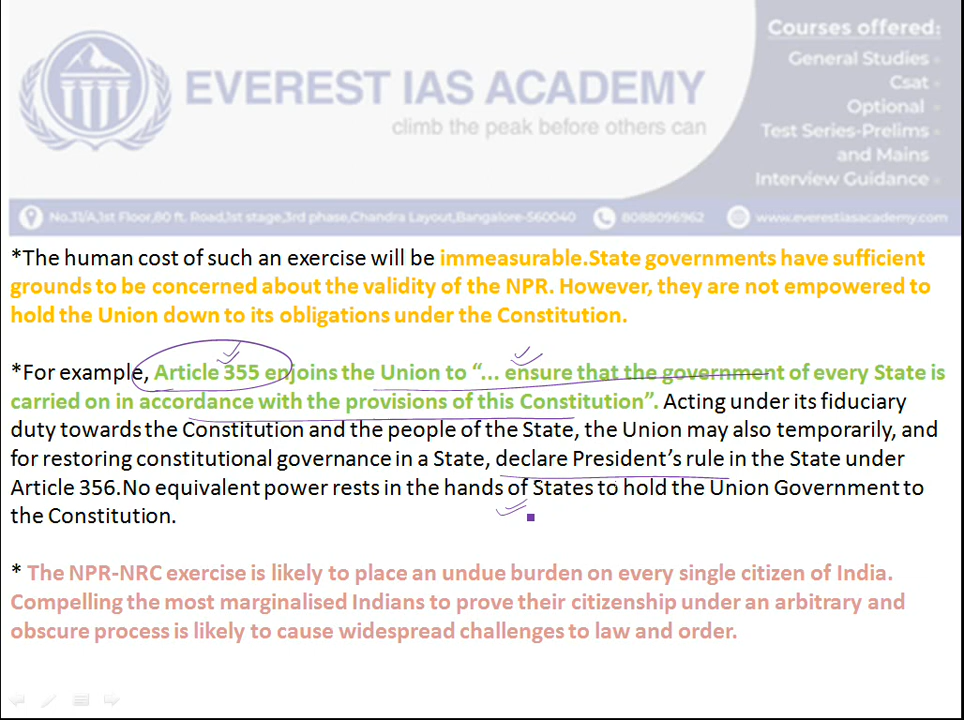 Courses offered:
General Studies
Csat
EVEREST IAS ACADEMY
Optional
climb the peak before others can
Test Series-Prelims
and Mains
Interview Guidance
No.31/A,1st Floor,80 ft. Road,1st stage,3rd phase,Chandra Layout,Bangalore-560040 8088096962 www.everestiasacademy.com
*The human cost of such an exercise will be immeasurable.State governments have sufficient
grounds to be concerned about the validity of the NPR. However, they are not empowered to
hold the Union down to its obligations under the Constitution.
*For example, Article 355 enjoins the Union to “... ensure that the government of every State is
carried on in accordance with the provisions of this Constitution”. Acting under its fiduciary
duty towards the Constitution and the people of the State, the Union may also temporarily, and
for restoring constitutional governance in a State, declare President’s rule in the State under
Article 356.No equivalent power rests in the hands of States to hold the Union Government to
the Constitution.
* The NPR-NRC exercise is likely to place an undue burden on every single citizen of India.
Compelling the most marginalised Indians to prove their citizenship under an arbitrary and
obscure process is likely to cause widespread challenges to law and order.